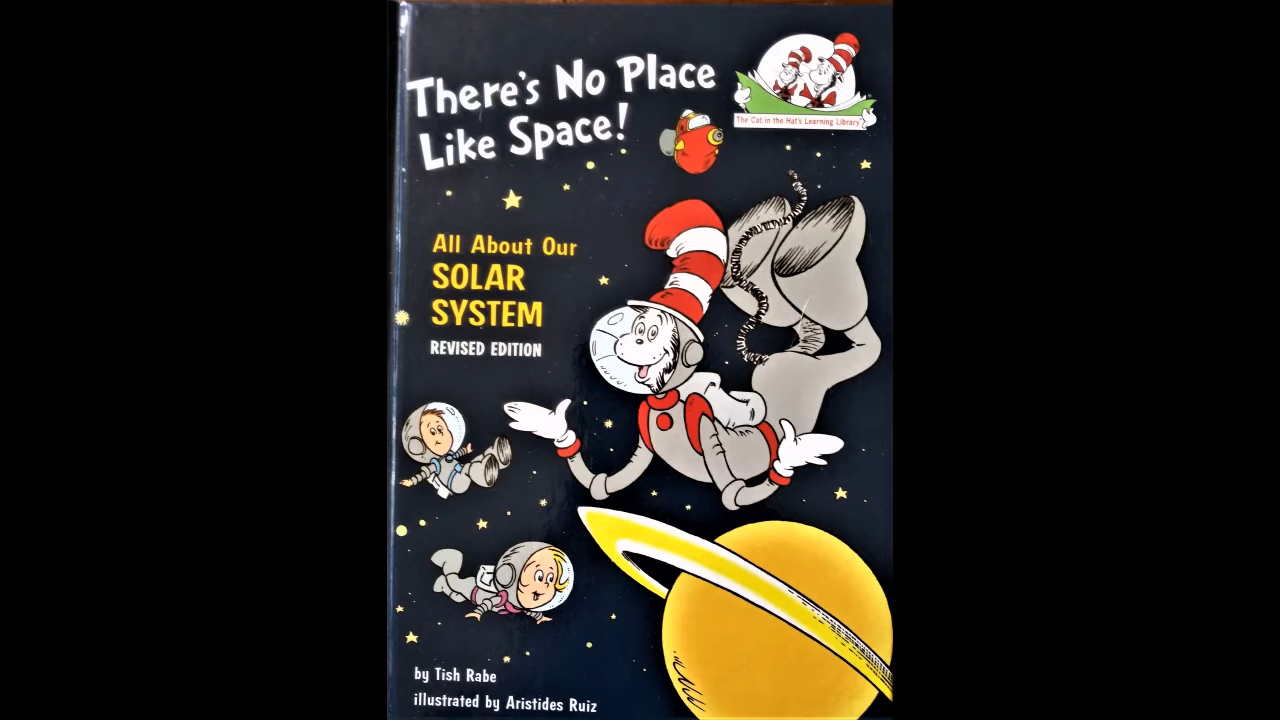 There's No Place
Like Space!
The Cat in the Hat's Learning Library
All About Our
SOLAR
SYSTEM
REVISED EDITION
by Tish Rabe
illustrated by Aristides Ruiz